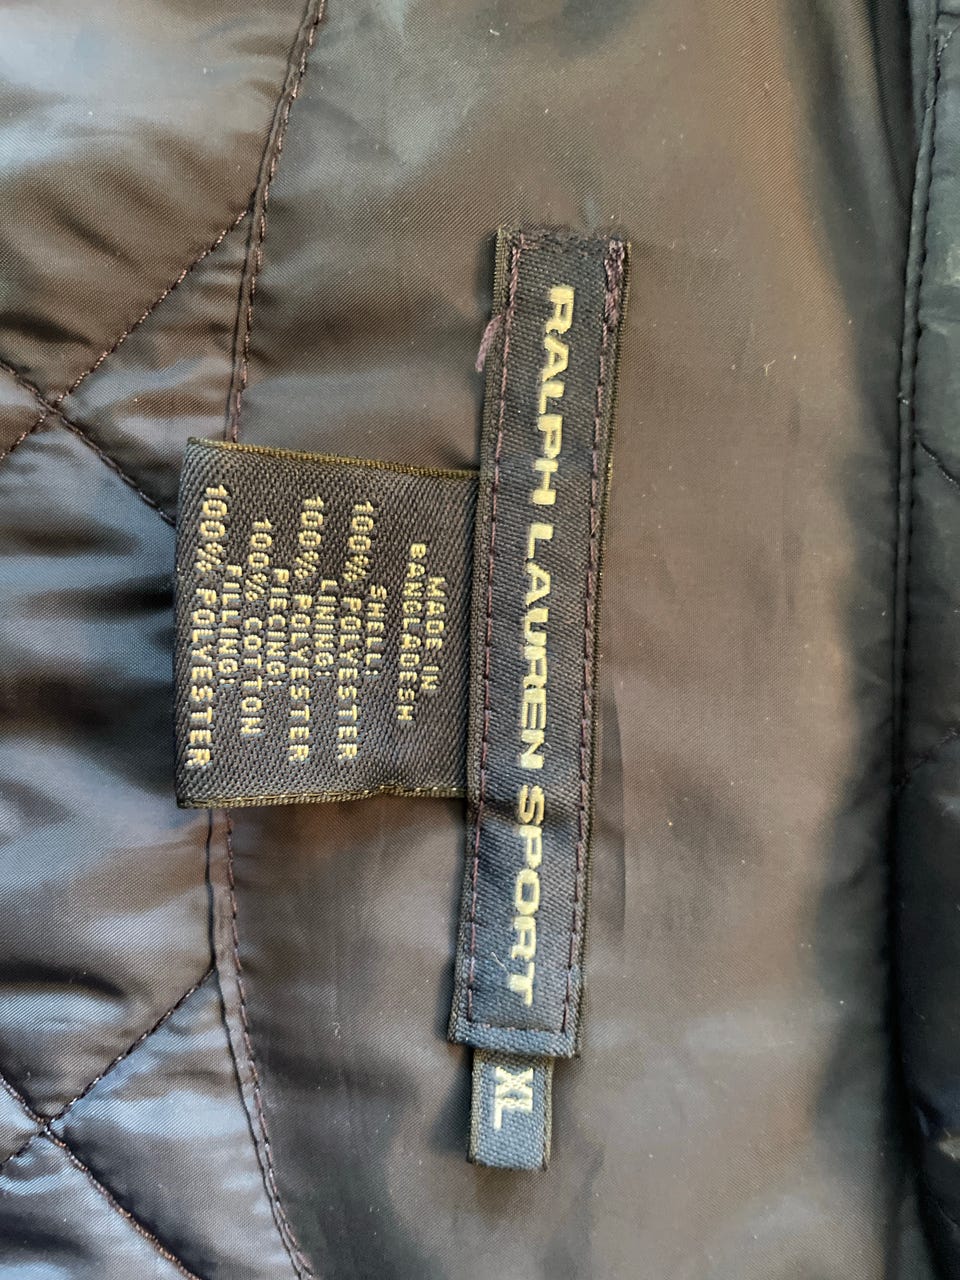 RALPH LAUREN SPORT
XL
MADE IN
BANGLADESH
SHELL:
100% POLYESTER
LINING:
100% POLYESTER
PIECING:
100% COTTON
FILLING:
100% POLYESTER